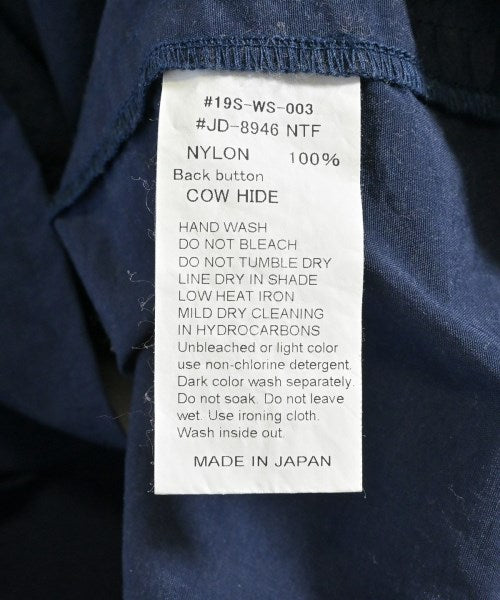 #19S-WS-003
#JD-8946 NTF
NYLON 100%
Back button
COW HIDE
HAND WASH
DO NOT BLEACH
DO NOT TUMBLE DRY
LINE DRY IN SHADE
LOW HEAT IRON
MILD DRY CLEANING
IN HYDROCARBONS
Unbleached or light color
use non-chlorine detergent.
Dark color wash separately.
Do not soak. Do not leave
wet. Use ironing cloth.
Wash inside out.
MADE IN JAPAN